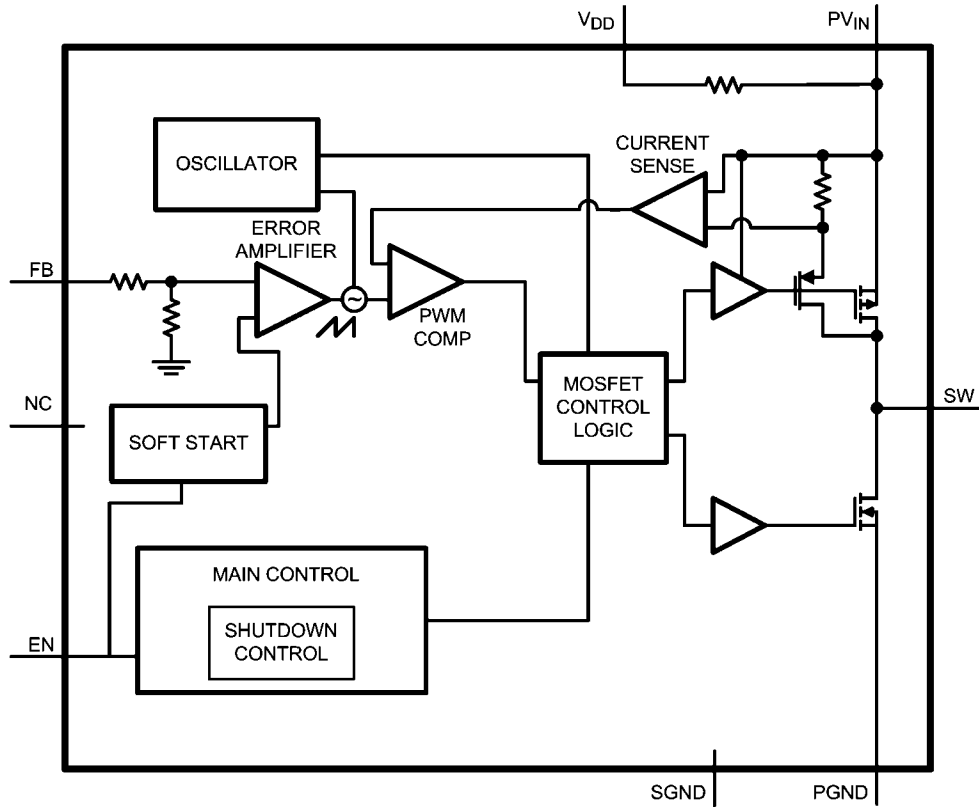 VDD
PVIN
OSCILLATOR
CURRENT
SENSE
ERROR
AMPLIFIER
FB
~
PWM
COMP
MOSFET
CONTROL
LOGIC
NC
SW
SOFT START
MAIN CONTROL
SHUTDOWN
CONTROL
EN
SGND
PGND